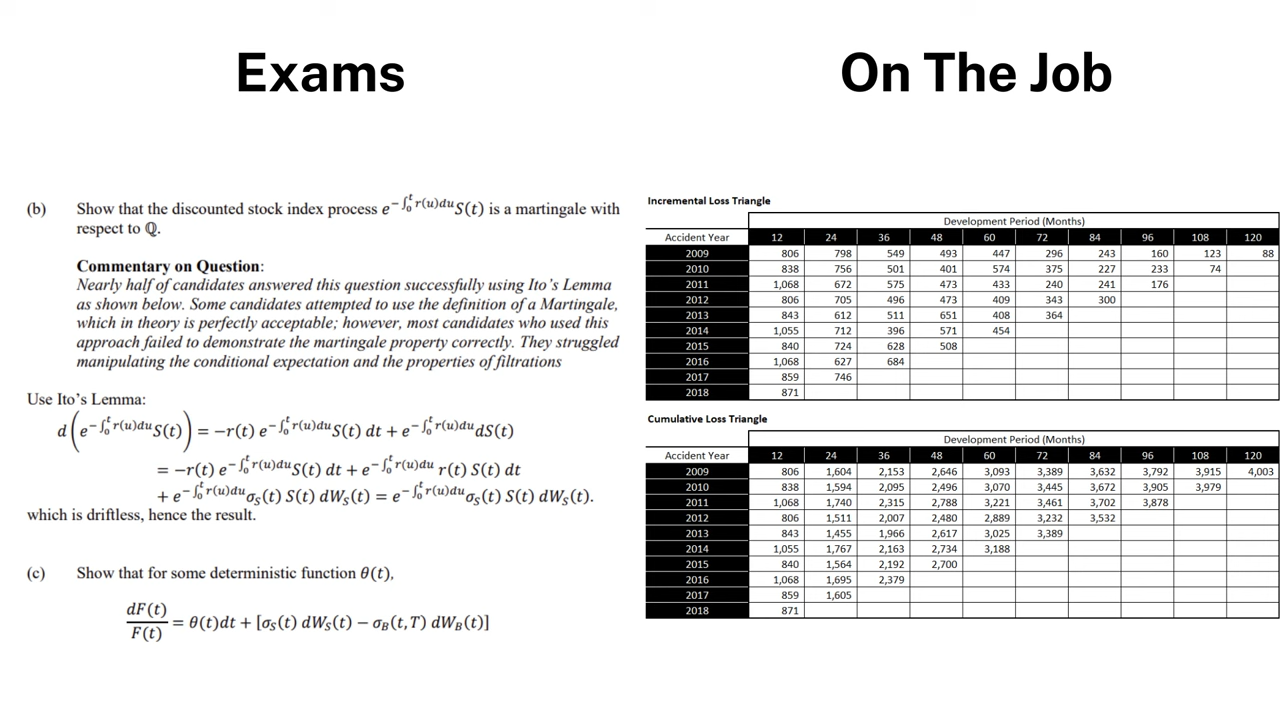 Exams
On The Job
(b) Show that the discounted stock index process $e^{-\int_0^t r(u)du}S(t)$ is a martingale with
respect to ℚ.
Commentary on Question:
Nearly half of candidates answered this question successfully using Ito's Lemma
as shown below. Some candidates attempted to use the definition of a Martingale,
which in theory is perfectly acceptable; however, most candidates who used this
approach failed to demonstrate the martingale property correctly. They struggled
manipulating the conditional expectation and the properties of filtrations
Use Ito's Lemma:
$d\left(e^{-\int_0^t r(u)du}S(t)\right) = -r(t) e^{-\int_0^t r(u)du}S(t) dt + e^{-\int_0^t r(u)du}dS(t)$
$= -r(t) e^{-\int_0^t r(u)du}S(t) dt + e^{-\int_0^t r(u)du} r(t) S(t) dt$
$+ e^{-\int_0^t r(u)du}\sigma_S(t) S(t) dW_S(t) = e^{-\int_0^t r(u)du}\sigma_S(t) S(t) dW_S(t).$
which is driftless, hence the result.
(c) Show that for some deterministic function θ(t),
$\frac{dF(t)}{F(t)} = \theta(t)dt + [\sigma_S(t) dW_S(t) - \sigma_B(t,T) dW_B(t)]$
Incremental Loss Triangle
Development Period (Months)
Accident Year 12 24 36 48 60 72 84 96 108 120
2009 806 798 549 493 447 296 243 160 123 88
2010 838 756 501 401 574 375 227 233 74
2011 1,068 672 575 473 433 240 241 176
2012 806 705 496 473 409 343 300
2013 843 612 511 651 408 364
2014 1,055 712 396 571 454
2015 840 724 628 508
2016 1,068 627 684
2017 859 746
2018 871
Cumulative Loss Triangle
Development Period (Months)
Accident Year 12 24 36 48 60 72 84 96 108 120
2009 806 1,604 2,153 2,646 3,093 3,389 3,632 3,792 3,915 4,003
2010 838 1,594 2,095 2,496 3,070 3,445 3,672 3,905 3,979
2011 1,068 1,740 2,315 2,788 3,221 3,461 3,702 3,878
2012 806 1,511 2,007 2,480 2,889 3,232 3,532
2013 843 1,455 1,966 2,617 3,025 3,389
2014 1,055 1,767 2,163 2,734 3,188
2015 840 1,564 2,192 2,700
2016 1,068 1,695 2,379
2017 859 1,605
2018 871